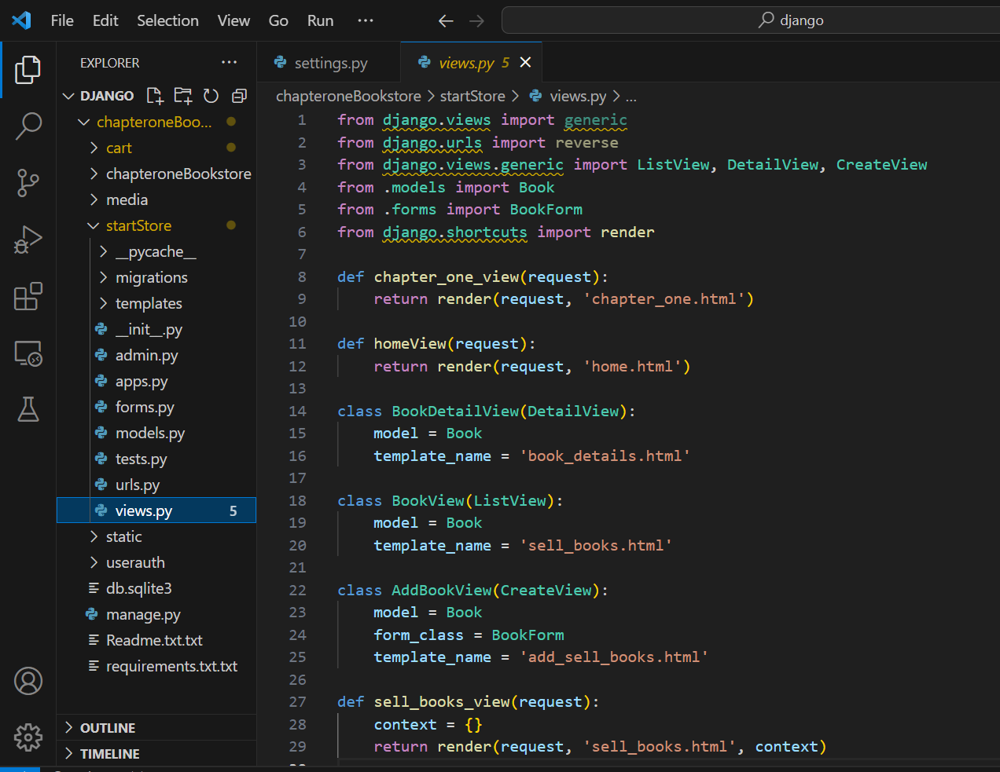 File Edit Selection View Go Run ···
django
EXPLORER ···
settings.py
views.py 5
DJANGO
chapteroneBookstore > startStore > views.py > ...
chapteroneBoo...
cart
chapteroneBookstore
media
startStore
__pycache__
migrations
templates
__init__.py
admin.py
apps.py
forms.py
models.py
tests.py
urls.py
views.py 5
static
userauth
db.sqlite3
manage.py
Readme.txt.txt
requirements.txt.txt
OUTLINE
TIMELINE
1 from django.views import generic
2 from django.urls import reverse
3 from django.views.generic import ListView, DetailView, CreateView
4 from .models import Book
5 from .forms import BookForm
6 from django.shortcuts import render
7
8 def chapter_one_view(request):
9     return render(request, 'chapter_one.html')
10
11 def homeView(request):
12     return render(request, 'home.html')
13
14 class BookDetailView(DetailView):
15     model = Book
16     template_name = 'book_details.html'
17
18 class BookView(ListView):
19     model = Book
20     template_name = 'sell_books.html'
21
22 class AddBookView(CreateView):
23     model = Book
24     form_class = BookForm
25     template_name = 'add_sell_books.html'
26
27 def sell_books_view(request):
28     context = {}
29     return render(request, 'sell_books.html', context)